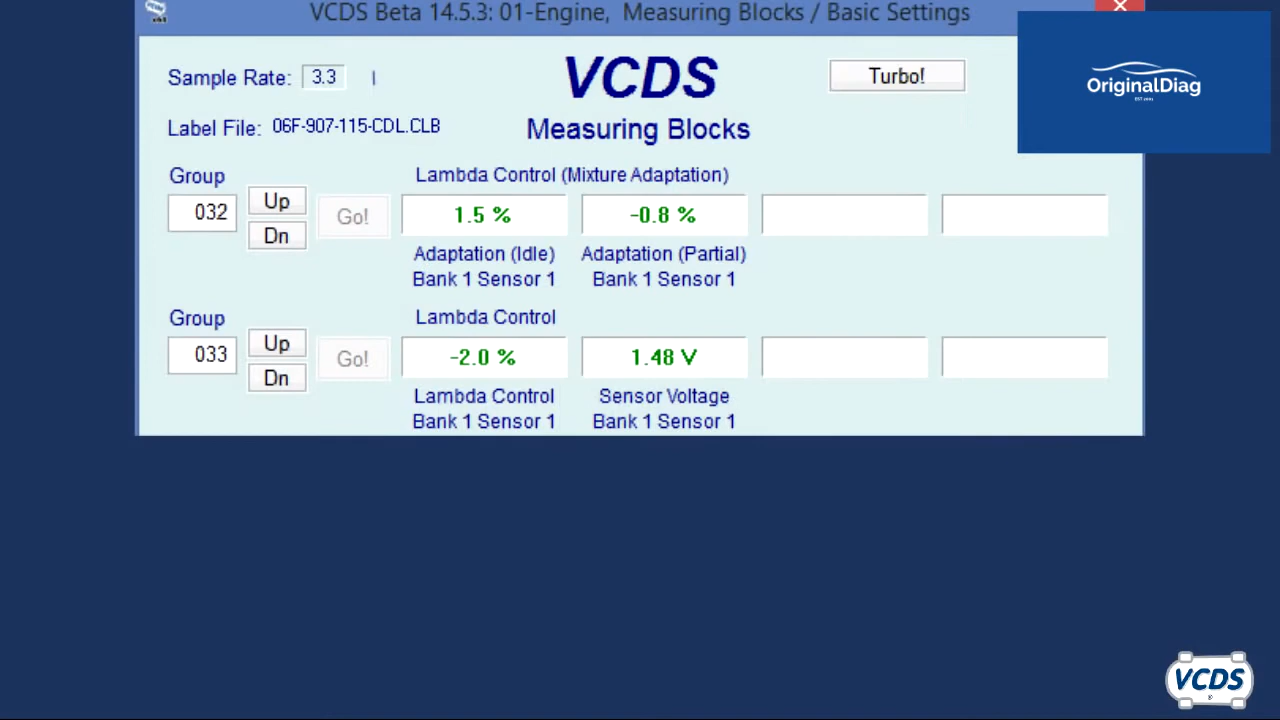 VCDS Beta 14.5.3: 01-Engine, Measuring Blocks / Basic Settings
Sample Rate: 3.3
VCDS
Turbo!
OriginalDiag
Label File: 06F-907-115-CDL.CLB
Measuring Blocks
Group
Lambda Control (Mixture Adaptation)
032 Up Dn Go! 1.5 % -0.8 %
Adaptation (Idle) Adaptation (Partial)
Bank 1 Sensor 1 Bank 1 Sensor 1
Group
Lambda Control
033 Up Dn Go! -2.0 % 1.48 V
Lambda Control Sensor Voltage
Bank 1 Sensor 1 Bank 1 Sensor 1
VCDS